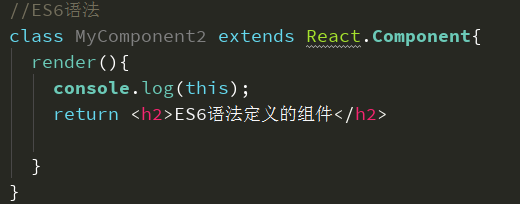 //ES6语法
class MyComponent2 extends React.Component{
render(){
console.log(this);
return <h2>ES6语法定义的组件</h2>
}
}